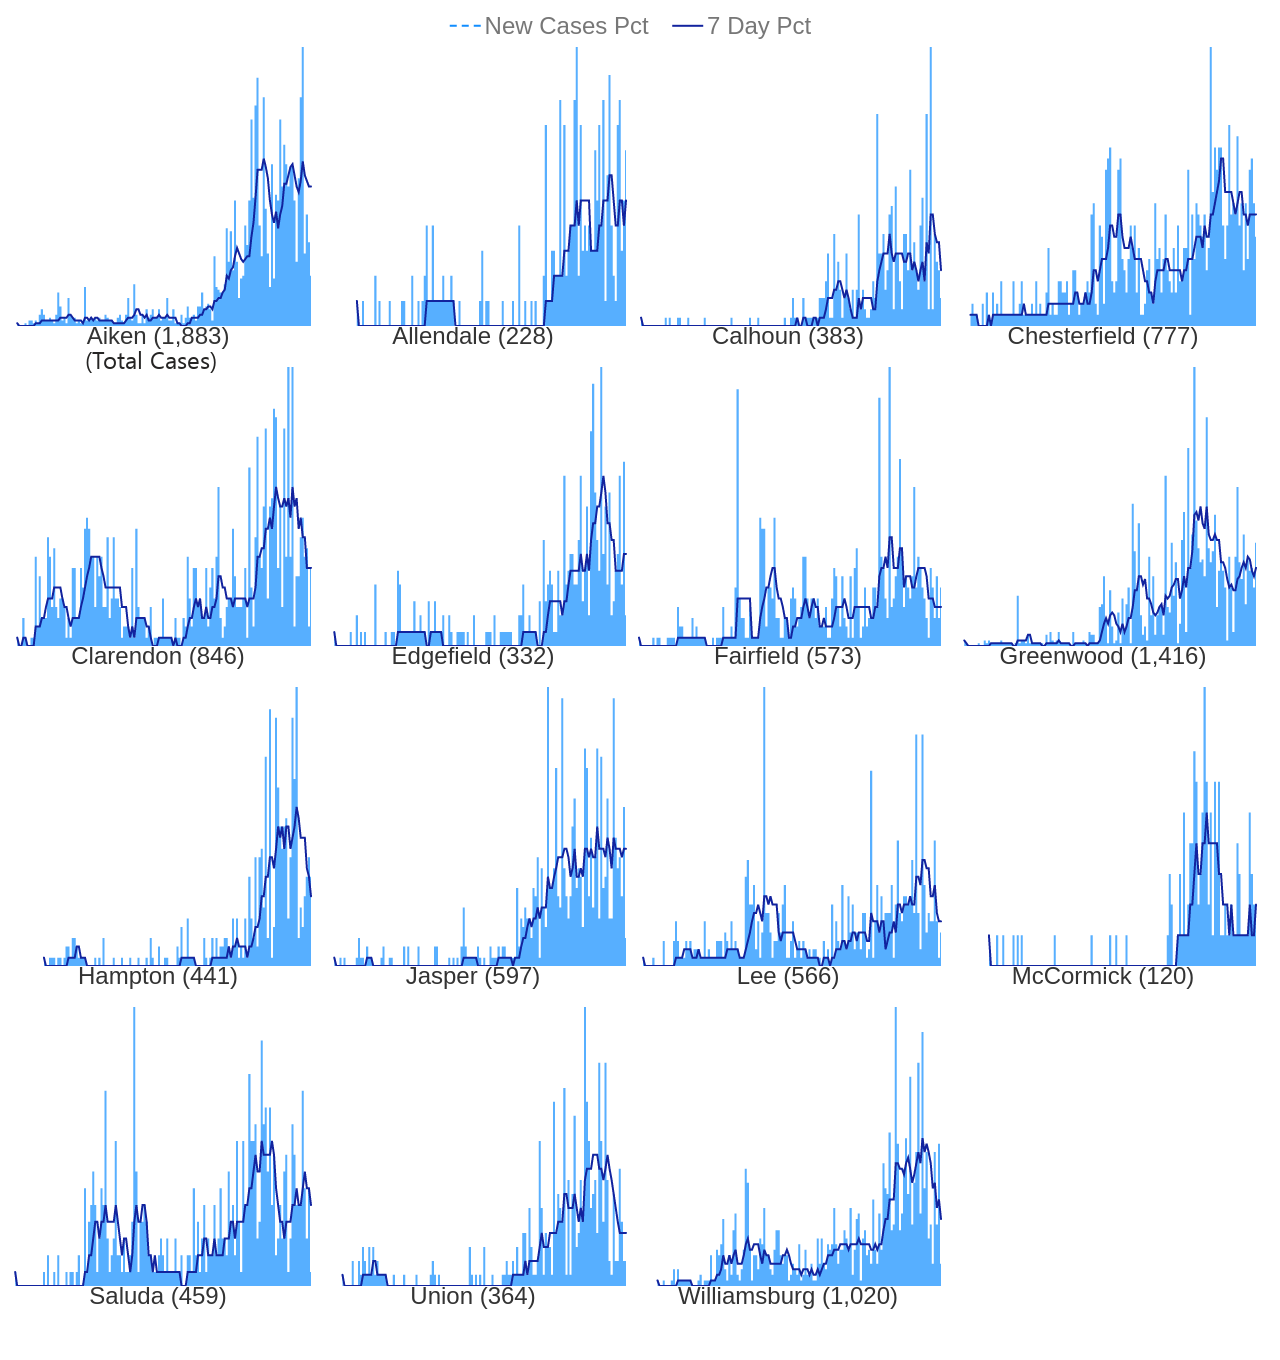 New Cases Pct 7 Day Pct
Aiken (1,883) Allendale (228) Calhoun (383) Chesterfield (777)
(Total Cases)
Clarendon (846) Edgefield (332) Fairfield (573) Greenwood (1,416)
Hampton (441) Jasper (597) Lee (566) McCormick (120)
Saluda (459) Union (364) Williamsburg (1,020)